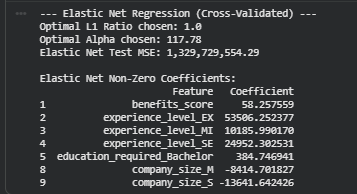 --- Elastic Net Regression (Cross-Validated) ---
Optimal L1 Ratio chosen: 1.0
Optimal Alpha chosen: 117.78
Elastic Net Test MSE: 1,329,729,554.29

Elastic Net Non-Zero Coefficients:
Feature Coefficient
1 benefits_score 58.257559
2 experience_level_EX 53506.252377
3 experience_level_MI 10185.990170
4 experience_level_SE 24952.302531
5 education_required_Bachelor 384.746941
8 company_size_M -8414.701827
9 company_size_S -13641.642426